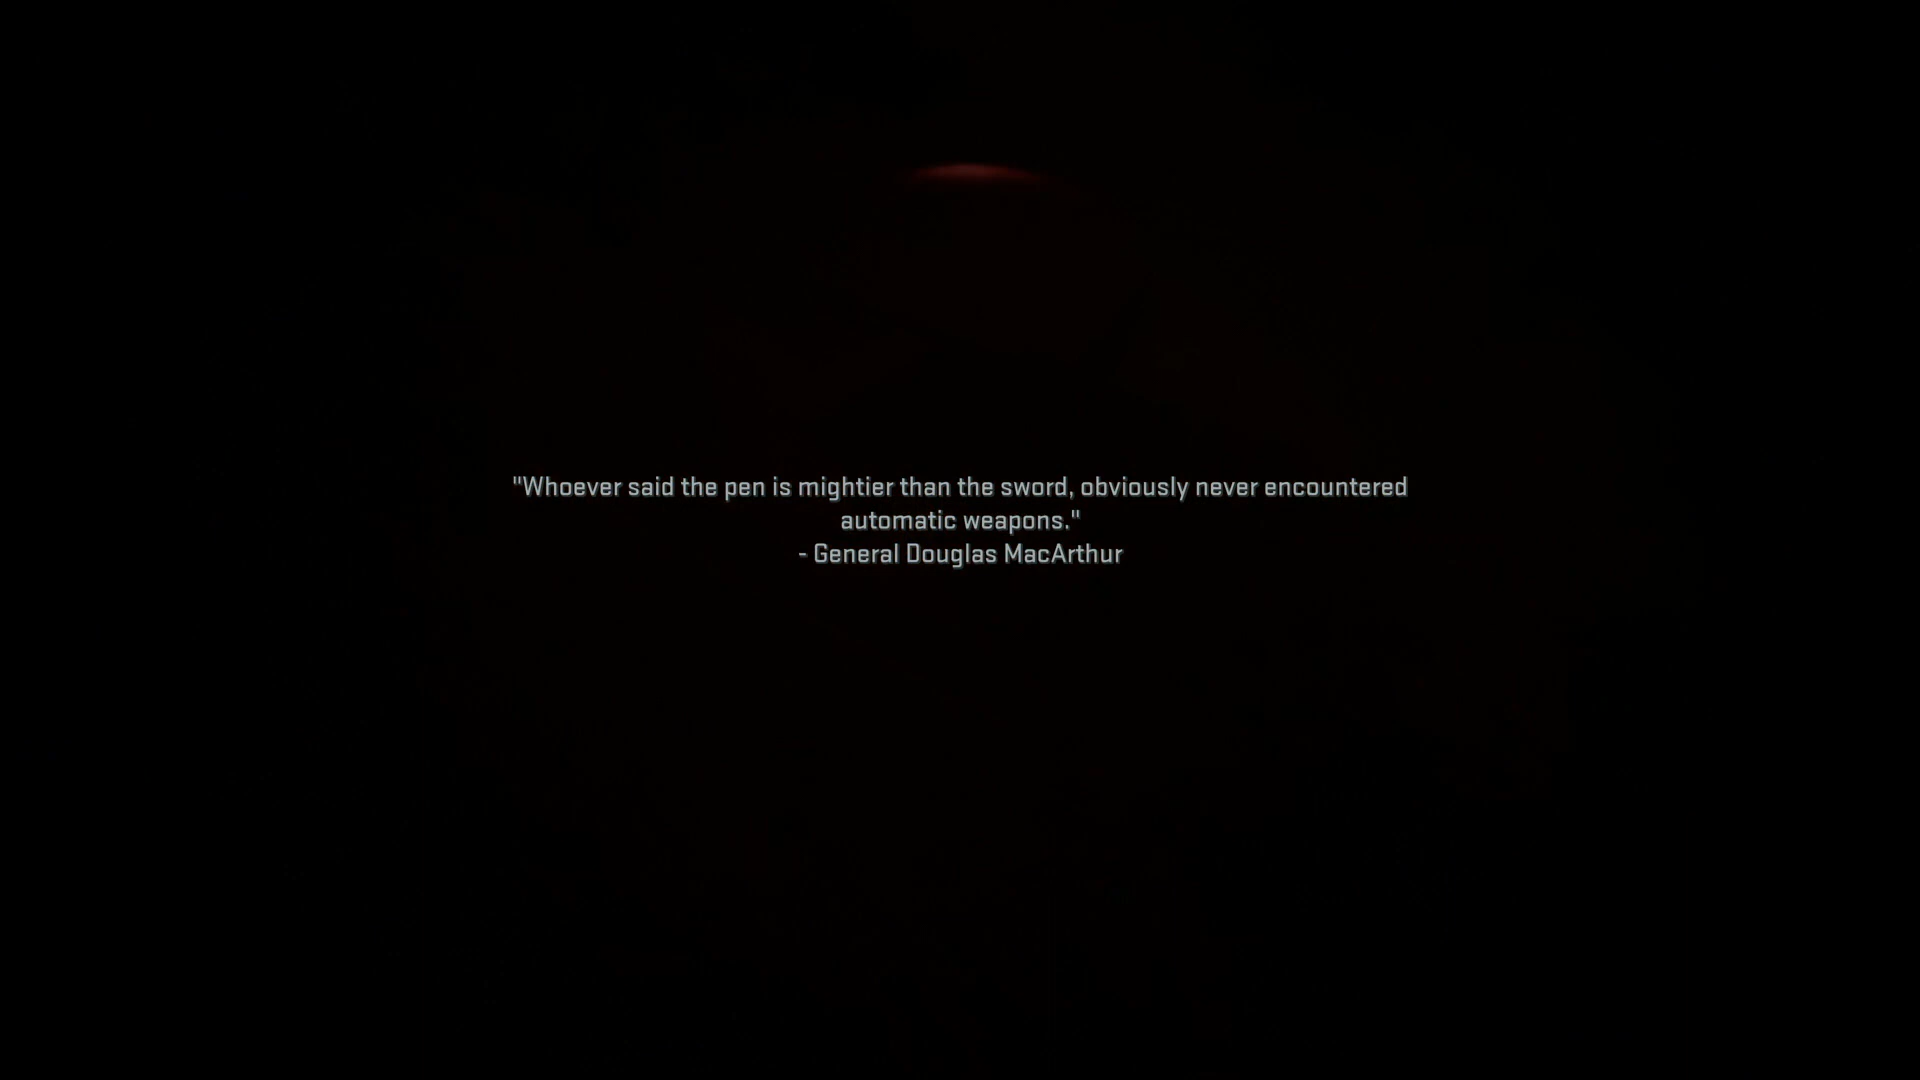 "Whoever said the pen is mightier than the sword, obviously never encountered
automatic weapons."
- General Douglas MacArthur